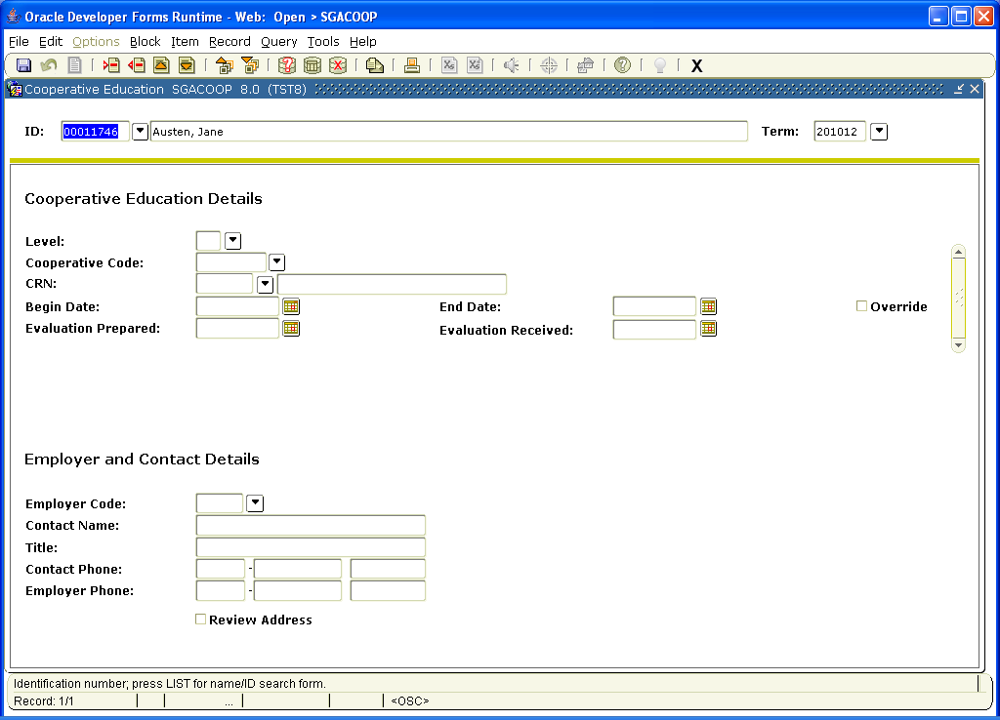 Oracle Developer Forms Runtime - Web: Open > SGACOOP
File Edit Options Block Item Record Query Tools Help
X
Cooperative Education SGACOOP 8.0 (TST8)
ID: 00011746 Austen, Jane Term: 201012
Cooperative Education Details
Level:
Cooperative Code:
CRN:
Begin Date: End Date: Override
Evaluation Prepared: Evaluation Received:
Employer and Contact Details
Employer Code:
Contact Name:
Title:
Contact Phone: -
Employer Phone: -
Review Address
Identification number; press LIST for name/ID search form.
Record: 1/1 ... <OSC>